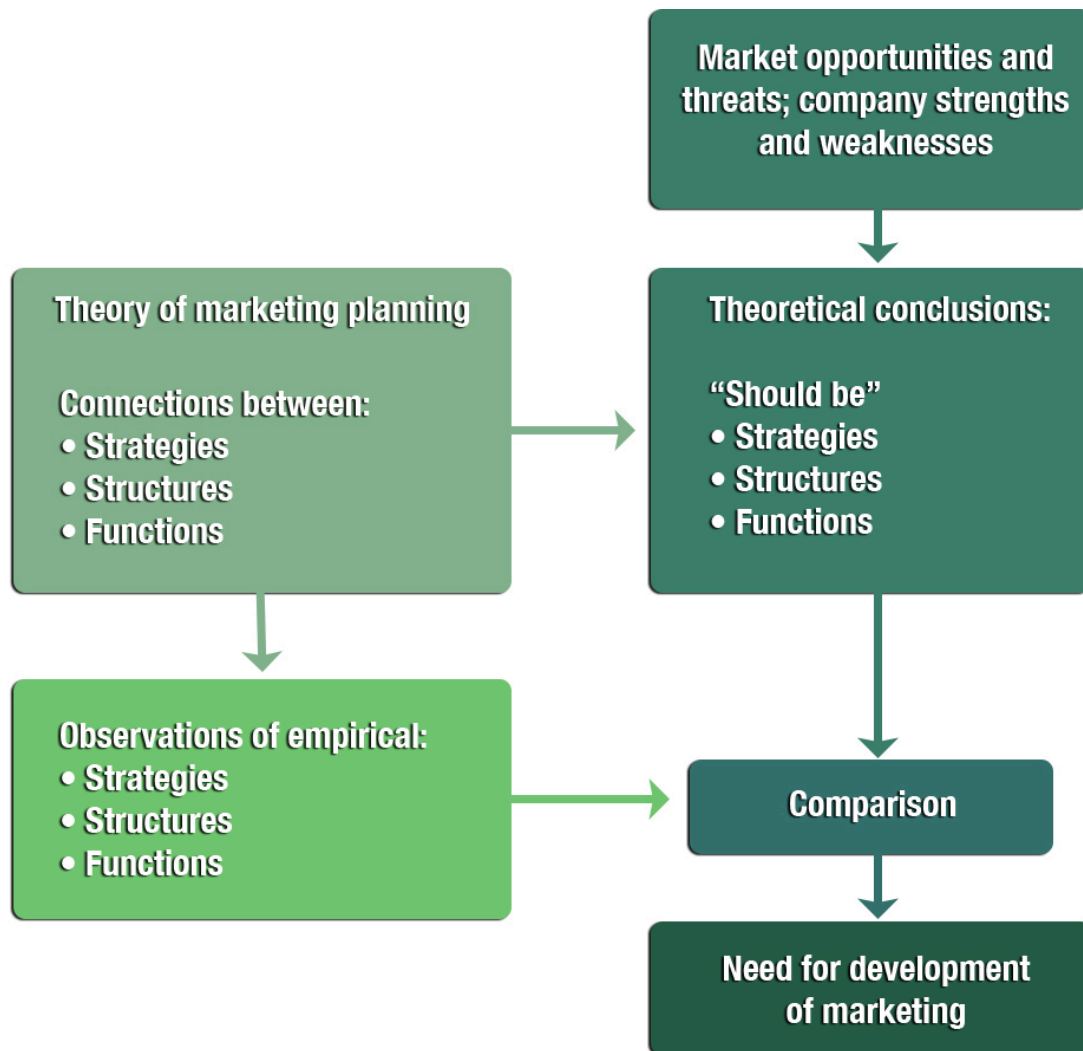 Market opportunities and
threats; company strengths
and weaknesses
Theory of marketing planning
Connections between:
• Strategies
• Structures
• Functions
Theoretical conclusions:
“Should be”
• Strategies
• Structures
• Functions
Observations of empirical:
• Strategies
• Structures
• Functions
Comparison
Need for development
of marketing